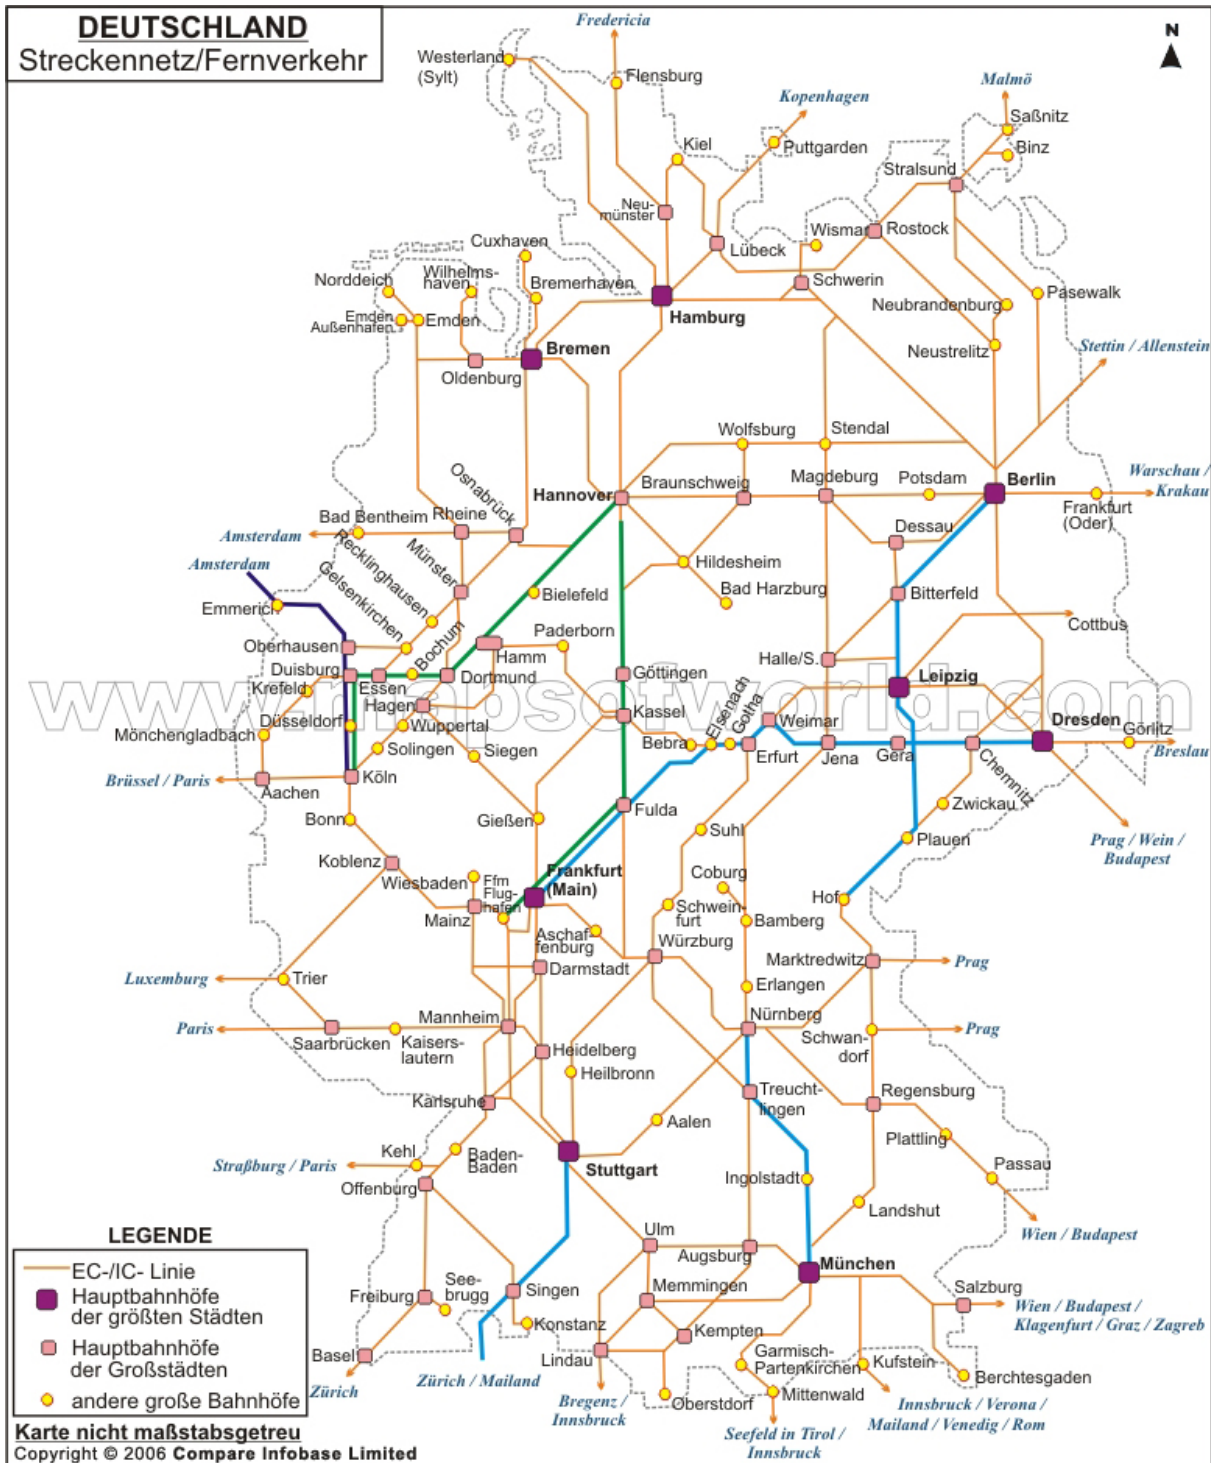 DEUTSCHLAND
Streckennetz/Fernverkehr
N
Fredericia
Westerland
(Sylt)
Flensburg
Malmö
Kopenhagen
Saßnitz
Binz
Kiel
Puttgarden
Stralsund
Neu-
münster
Lübeck
Wismar
Rostock
Cuxhaven
Norddeich
Wilhelms-
haven
Bremerhaven
Schwerin
Neubrandenburg
Pasewalk
Emden
Außenhafen
Emden
Hamburg
Bremen
Neustrelitz
Stettin / Allenstein
Oldenburg
Wolfsburg
Stendal
Osnabrück
Hannover
Braunschweig
Magdeburg
Potsdam
Berlin
Warschau /
Krakau
Frankfurt
(Oder)
Bad Bentheim
Rheine
Amsterdam
Dessau
Recklinghausen
Münster
Amsterdam
Hildesheim
Gelsenkirchen
Bielefeld
Bad Harzburg
Bitterfeld
Emmerich
Cottbus
Oberhausen
Bochum
Paderborn
Hamm
Halle/S.
Duisburg
Essen
Dortmund
Göttingen
Leipzig
www.mapsofworld.com
Krefeld
Hagen
Kassel
Eisenach
Gotha
Weimar
Dresden
Görlitz
Düsseldorf
Wuppertal
Mönchengladbach
Solingen
Siegen
Bebra
Erfurt
Jena
Gera
Chemnitz
Breslau
Brüssel / Paris
Aachen
Köln
Bonn
Gießen
Fulda
Zwickau
Suhl
Plauen
Prag / Wein /
Budapest
Koblenz
Wiesbaden
Ffm
Flug-
hafen
Frankfurt
(Main)
Coburg
Mainz
Hof
Schwein-
furt
Bamberg
Aschaf-
fenburg
Würzburg
Marktredwitz
Prag
Darmstadt
Luxemburg
Trier
Erlangen
Paris
Mannheim
Nürnberg
Prag
Saarbrücken
Kaisers-
lautern
Schwan-
dorf
Heidelberg
Heilbronn
Karlsruhe
Treucht-
lingen
Regensburg
Aalen
Plattling
Kehl
Baden-
Baden
Straßburg / Paris
Stuttgart
Passau
Offenburg
Ingolstadt
Landshut
Wien / Budapest
Ulm
Augsburg
München
Memmingen
Salzburg
Wien / Budapest /
Klagenfurt / Graz / Zagreb
Freiburg
See-
brugg
Singen
Konstanz
Kempten
Lindau
Garmisch-
Partenkirchen
Kufstein
Berchtesgaden
Basel
Zürich
Zürich / Mailand
Bregenz /
Innsbruck
Oberstdorf
Mittenwald
Innsbruck / Verona /
Mailand / Venedig / Rom
Seefeld in Tirol /
Innsbruck
LEGENDE
EC-/IC- Linie
Hauptbahnhöfe
der größten Städten
Hauptbahnhöfe
der Großstädten
andere große Bahnhöfe
Karte nicht maßstabsgetreu
Copyright © 2006 Compare Infobase Limited